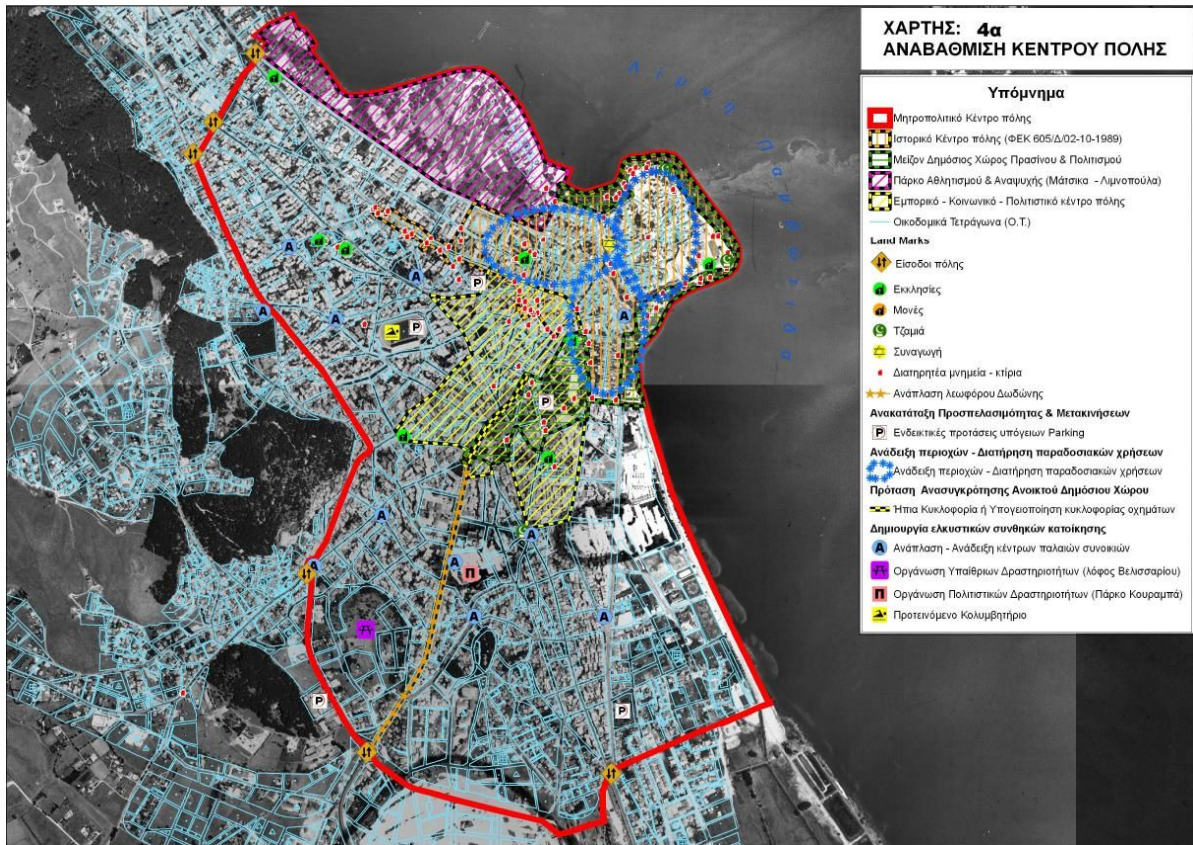 ΧΑΡΤΗΣ: 4α
ΑΝΑΒΑΘΜΙΣΗ ΚΕΝΤΡΟΥ ΠΟΛΗΣ
Υπόμνημα
Μητροπολιτικό Κέντρο πόλης
Ιστορικό Κέντρο πόλης (ΦΕΚ 605/Δ/02-10-1989)
Μείζον Δημόσιος Χώρος Πρασίνου & Πολιτισμού
Πάρκο Αθλητισμού & Αναψυχής (Μάτσικα - Λιμνοπούλα)
Εμπορικό - Κοινωνικό - Πολιτιστικό κέντρο πόλης
Οικοδομικά Τετράγωνα (Ο.Τ.)
Land Marks
Είσοδοι πόλης
Εκκλησίες
Μονές
Τζαμιά
Συναγωγή
Διατηρητέα μνημεία - κτίρια
Ανάπλαση λεωφόρου Δωδώνης
Ανακατάταξη Προσπελασιμότητας & Μετακινήσεων
P Ενδεικτικές προτάσεις υπόγειων Parking
Ανάδειξη περιοχών - Διατήρηση παραδοσιακών χρήσεων
Ανάδειξη περιοχών - Διατήρηση παραδοσιακών χρήσεων
Πρόταση Ανασυγκρότησης Ανοικτού Δημόσιου Χώρου
Ήπια Κυκλοφορία ή Υπογειοποίηση κυκλοφορίας οχημάτων
Δημιουργία ελκυστικών συνθηκών κατοίκησης
Α Ανάπλαση - Ανάδειξη κέντρων παλαιών συνοικιών
Οργάνωση Υπαίθριων Δραστηριοτήτων (λόφος Βελισσαρίου)
Π Οργάνωση Πολιτιστικών Δραστηριοτήτων (Πάρκο Κουραμπά)
Προτεινόμενο Κολυμβητήριο
Λίμνη Παμβώτιδα